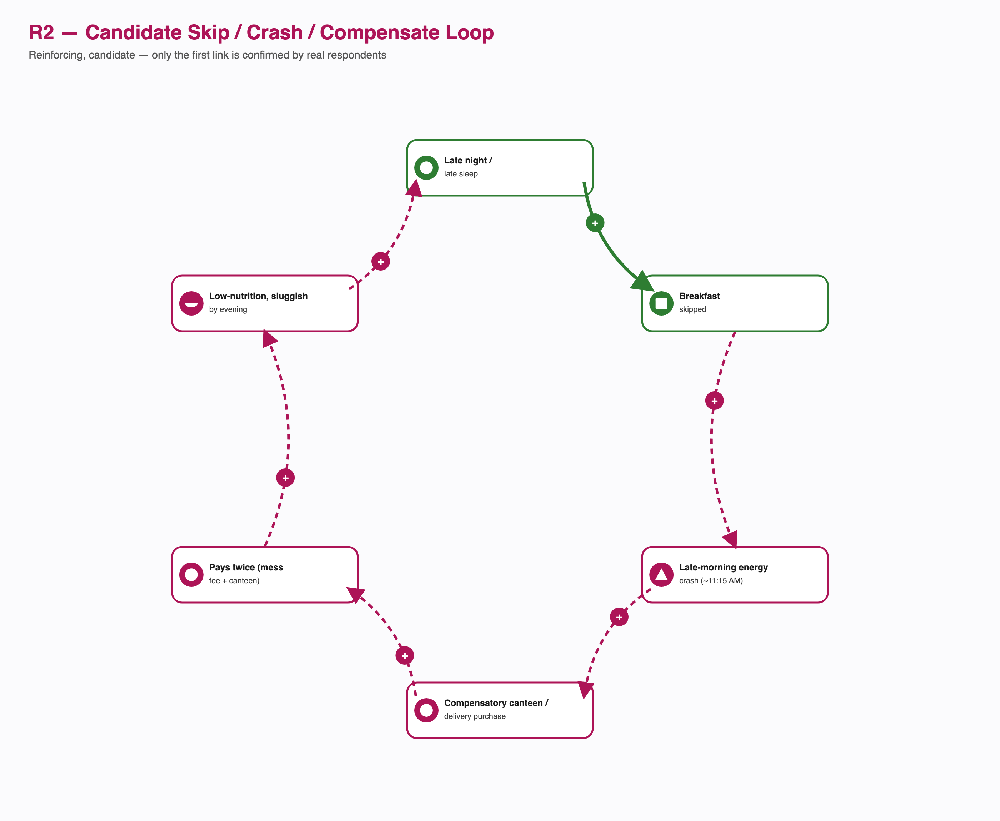 R2 — Candidate Skip / Crash / Compensate Loop
Reinforcing, candidate — only the first link is confirmed by real respondents
Late night /
late sleep
+
+
Low-nutrition, sluggish
by evening
Breakfast
skipped
+
+
Pays twice (mess
fee + canteen)
Late-morning energy
crash (~11:15 AM)
+
+
Compensatory canteen /
delivery purchase